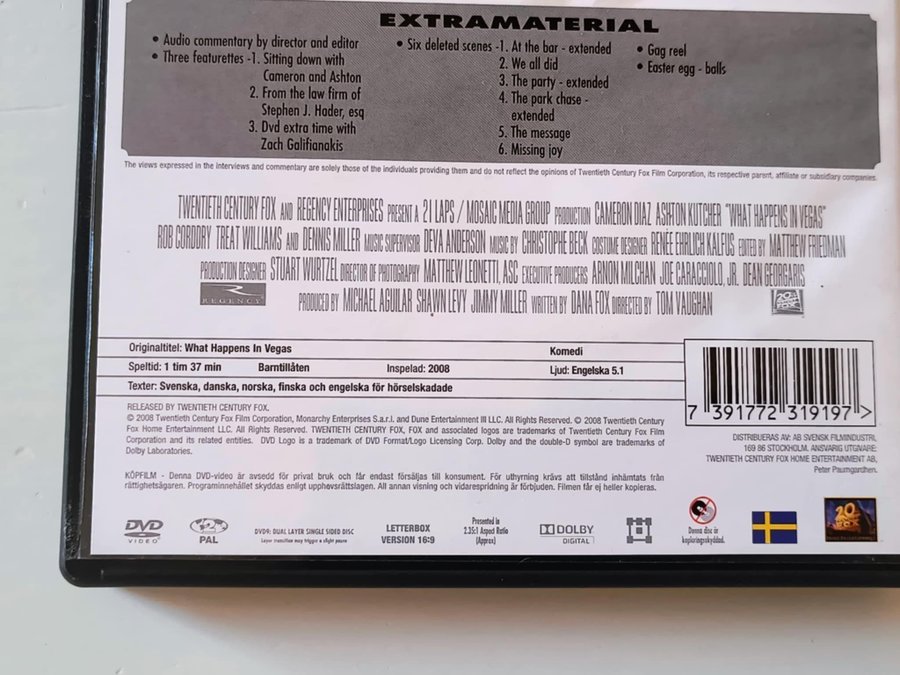 EXTRAMATERIAL
• Audio commentary by director and editor
• Three featurettes -1. Sitting down with
Cameron and Ashton
2. From the law firm of
Stephen J. Hader, esq
3. Dvd extra time with
Zach Galifianakis
• Six deleted scenes -1. At the bar - extended
2. We all did
3. The party - extended
4. The park chase -
extended
5. The message
6. Missing joy
• Gag reel
• Easter egg - balls
The views expressed in the interviews and commentary are solely those of the individuals providing them and do not reflect the opinions of Twentieth Century Fox Film Corporation, its respective parent, affiliate or subsidiary companies.
TWENTIETH CENTURY FOX AND REGENCY ENTERPRISES PRESENT A 21 LAPS / MOSAIC MEDIA GROUP PRODUCTION CAMERON DIAZ ASHTON KUTCHER "WHAT HAPPENS IN VEGAS"
ROB CORDDRY TREAT WILLIAMS AND DENNIS MILLER MUSIC SUPERVISOR DEVA ANDERSON MUSIC BY CHRISTOPHE BECK COSTUME DESIGNER RENÉE EHRLICH KALFUS EDITED BY MATTHEW FRIEDMAN
PRODUCTION DESIGNER STUART WURTZEL DIRECTOR OF PHOTOGRAPHY MATTHEW LEONETTI, ASC EXECUTIVE PRODUCERS ARNON MILCHAN JOE CARACCIOLO, JR. DEAN GEORGARIS
REGENCY
PRODUCED BY MICHAEL AGUILAR SHAWN LEVY JIMMY MILLER WRITTEN BY DANA FOX DIRECTED BY TOM VAUGHAN
Originaltitel: What Happens In Vegas
Komedi
Speltid: 1 tim 37 min Barntillåten Inspelad: 2008 Ljud: Engelska 5.1
Texter: Svenska, danska, norska, finska och engelska för hörselskadade
7 391772 319197 >
RELEASED BY TWENTIETH CENTURY FOX.
© 2008 Twentieth Century Fox Film Corporation, Monarchy Enterprises S.a.r.l. and Dune Entertainment III LLC. All Rights Reserved. © 2008 Twentieth Century
Fox Home Entertainment LLC. All Rights Reserved. TWENTIETH CENTURY FOX, FOX and associated logos are trademarks of Twentieth Century Fox Film
Corporation and its related entities. DVD Logo is a trademark of DVD Format/Logo Licensing Corp. Dolby and the double-D symbol are trademarks of
Dolby Laboratories.
DISTRIBUERAS AV: AB SVENSK FILMINDUSTRI,
169 86 STOCKHOLM. ANSVARIG UTGIVARE:
TWENTIETH CENTURY FOX HOME ENTERTAINMENT AB,
Peter Paumgardhen.
KÖPFILM - Denna DVD-video är avsedd för privat bruk och får endast försäljas till konsument. För uthyrning krävs att tillstånd inhämtats från
rättighetsägaren. Programinnehållet skyddas enligt upphovsrättslagen. All annan visning och vidarespridning är förbjuden. Filmen får ej heller kopieras.
DVD
VIDEO
PAL
DVD9: DUAL LAYER SINGLE SIDED DISC
Layer transition may trigger a slight pause
LETTERBOX
VERSION 16:9
Presented in
2.35:1 Aspect Ratio
(Approx)
DOLBY
DIGITAL
Denna disc är
kopieringsskyddad.